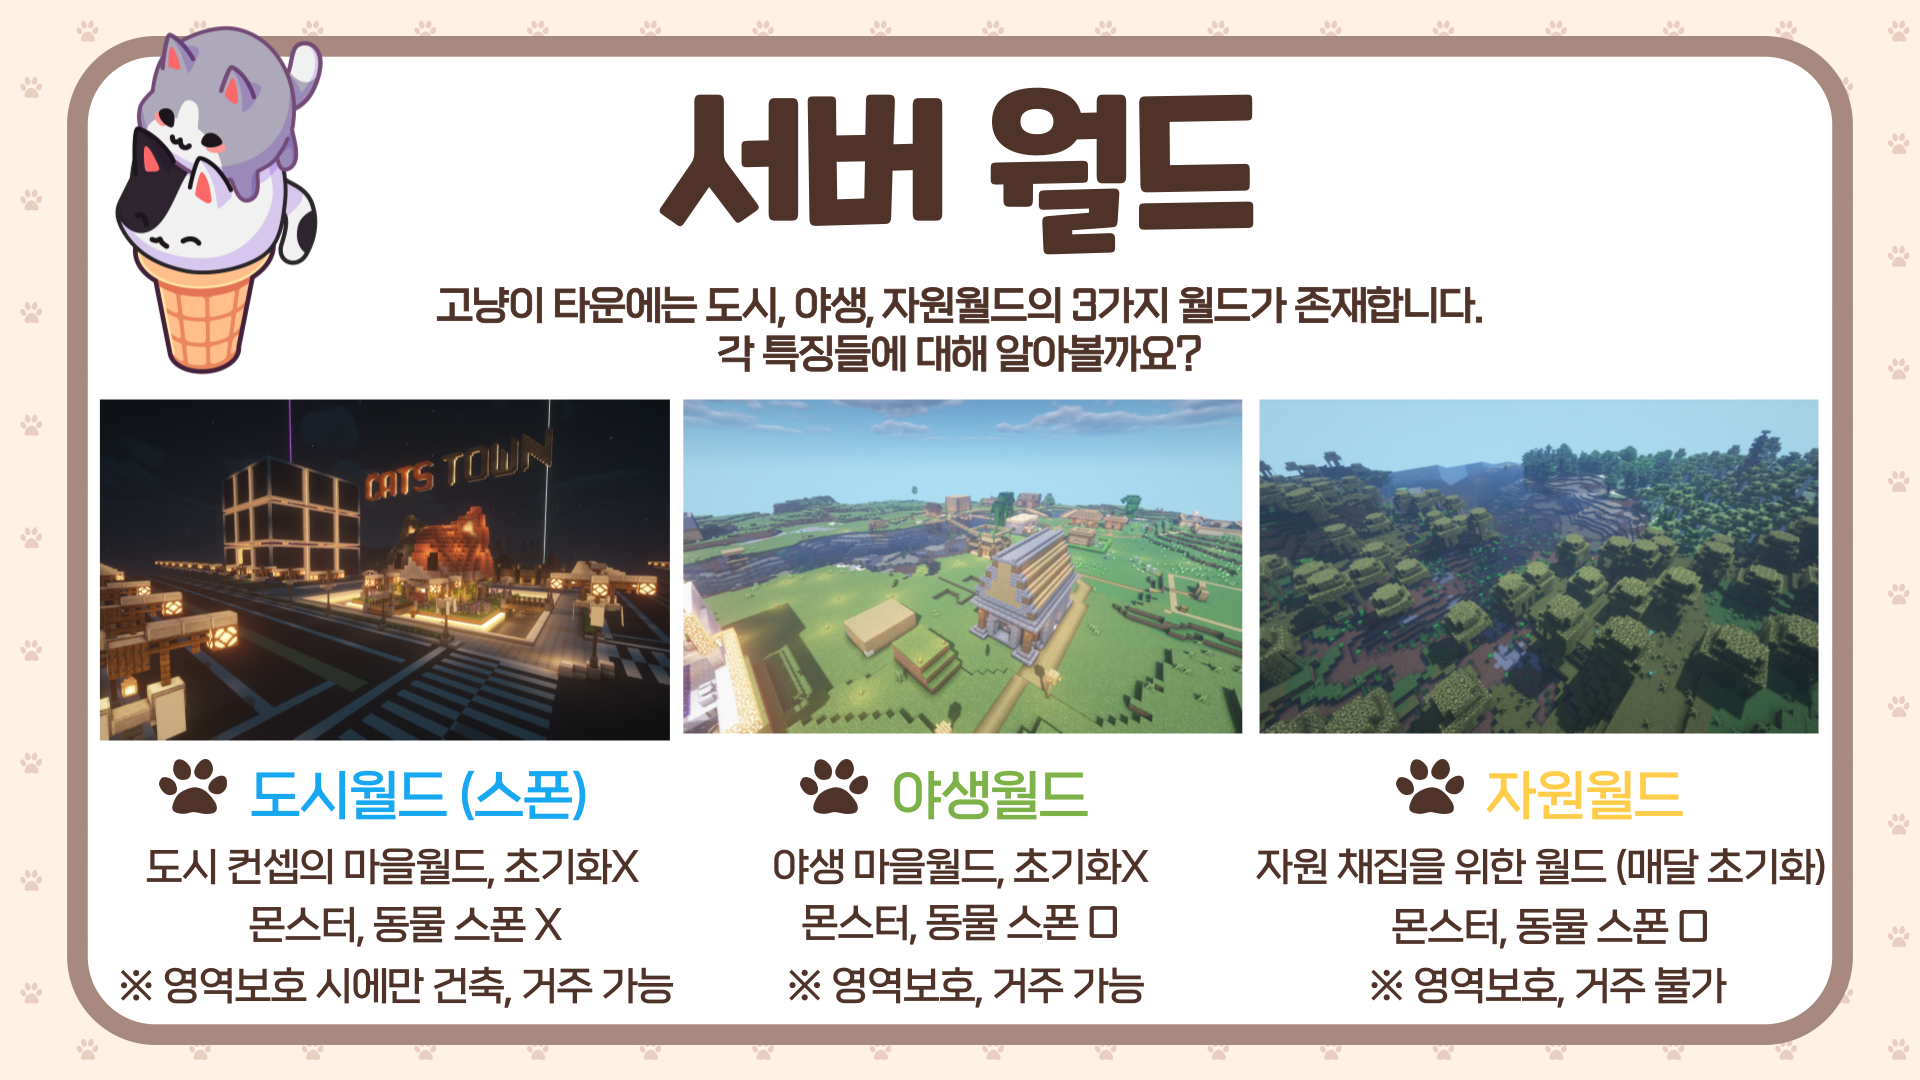 서버 월드
고냥이 타운에는 도시, 야생, 자원월드의 3가지 월드가 존재합니다.
각 특징들에 대해 알아볼까요?
CATS TOWN
도시월드 (스폰)
도시 컨셉의 마을월드, 초기화X
몬스터, 동물 스폰 X
※ 영역보호 시에만 건축, 거주 가능
야생월드
야생 마을월드, 초기화X
몬스터, 동물 스폰 □
※ 영역보호, 거주 가능
자원월드
자원 채집을 위한 월드 (매달 초기화)
몬스터, 동물 스폰 □
※ 영역보호, 거주 불가